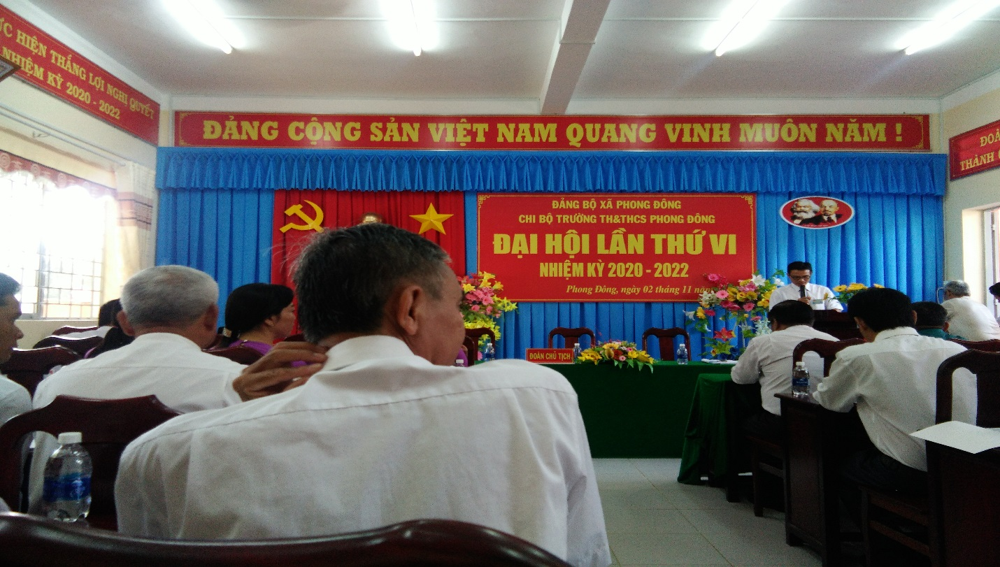 HIỆN THẮNG LỢI NGHỊ QUYẾT
NHIỆM KỲ 2020 - 2022
ĐẢNG CỘNG SẢN VIỆT NAM QUANG VINH MUÔN NĂM !
THÀNH
ĐẢNG BỘ XÃ PHONG ĐÔNG
CHI BỘ TRƯỜNG TH&THCS PHONG ĐÔNG
ĐẠI HỘI LẦN THỨ VI
NHIỆM KỲ 2020 - 2022
Phong Đông, ngày 02 tháng 11 năm
ĐOÀN CHỦ TỊCH